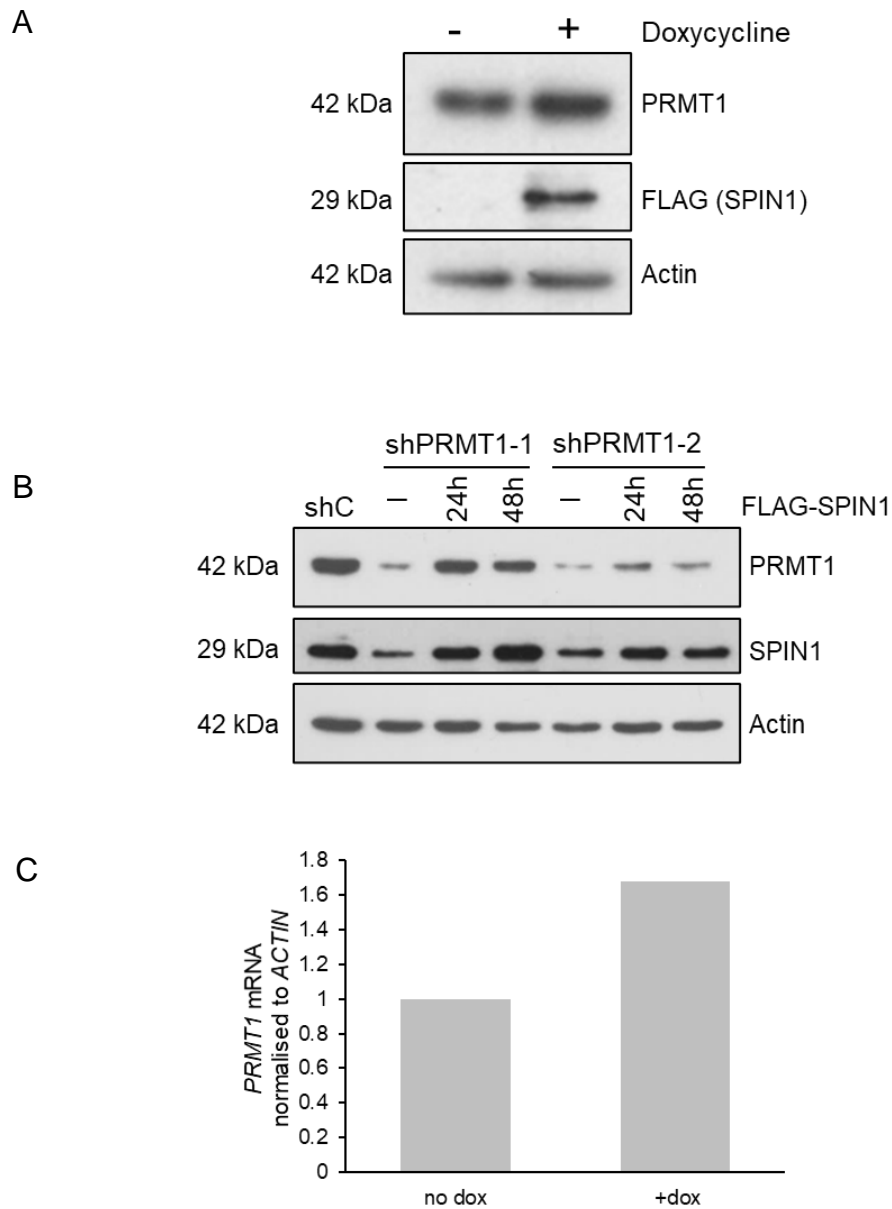 A
- + Doxycycline
42 kDa PRMT1
29 kDa FLAG (SPIN1)
42 kDa Actin
B
shPRMT1-1 shPRMT1-2
shC – 24h 48h – 24h 48h FLAG-SPIN1
42 kDa PRMT1
29 kDa SPIN1
42 kDa Actin
C
PRMT1 mRNA
normalised to ACTIN
1.8
1.6
1.4
1.2
1
0.8
0.6
0.4
0.2
0
no dox +dox